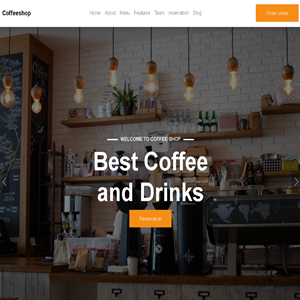 Coffeeshop
Home About Menu Features Team reservation Blog
Order online
WELCOME TO COFFEE SHOP
Best Coffee
and Drinks
Reservation